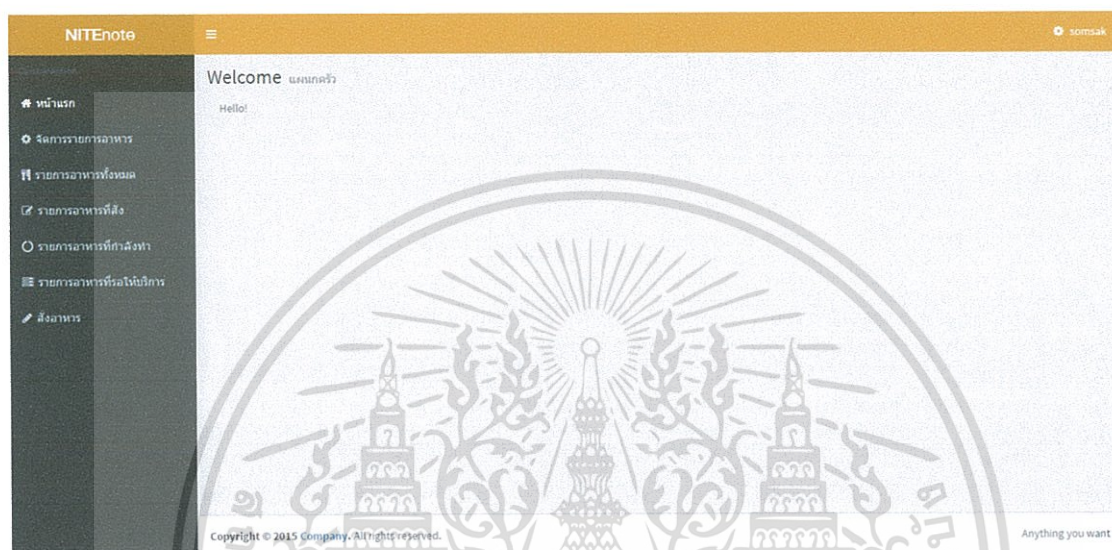 NITEnote
somsak
Welcome แผนกครัว
Hello!
หน้าแรก
จัดการรายการอาหาร
รายการอาหารทั้งหมด
รายการอาหารที่สั่ง
รายการอาหารที่กำลังทำ
รายการอาหารที่รอให้บริการ
สั่งอาหาร
Copyright © 2015 Company. All rights reserved.
Anything you want